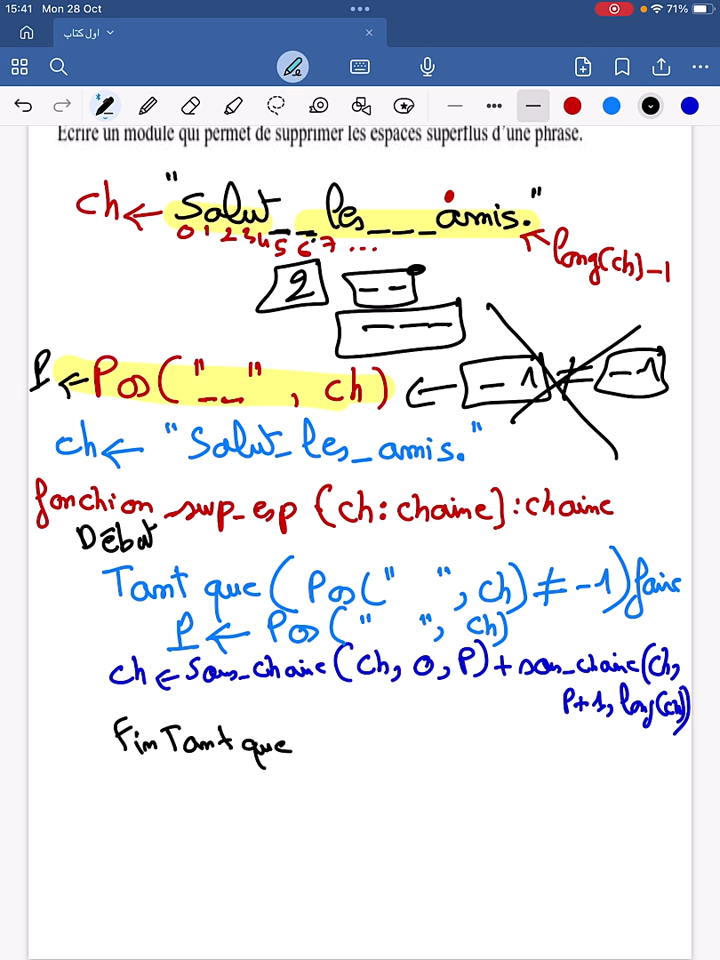 15:41 Mon 28 Oct
71%
اول كتاب
Ecrire un module qui permet de supprimer les espaces superflus d'une phrase.
ch ← "Salut__les___amis."
0 1 2 3 4 5 6 7 ...
long(ch)-1
2 --
---
P ← Pos("__", ch) ← -1 ≠ -1
ch ← "Salut_les_amis."
fonction sup_esp (ch: chaine): chaine
Début
Tant que (Pos("  ", ch) ≠ -1) faire
P ← Pos("  ", ch)
ch ← sous_chaine(ch, 0, P) + sous_chaine(ch,
P+1, long(ch))
Fin Tant que